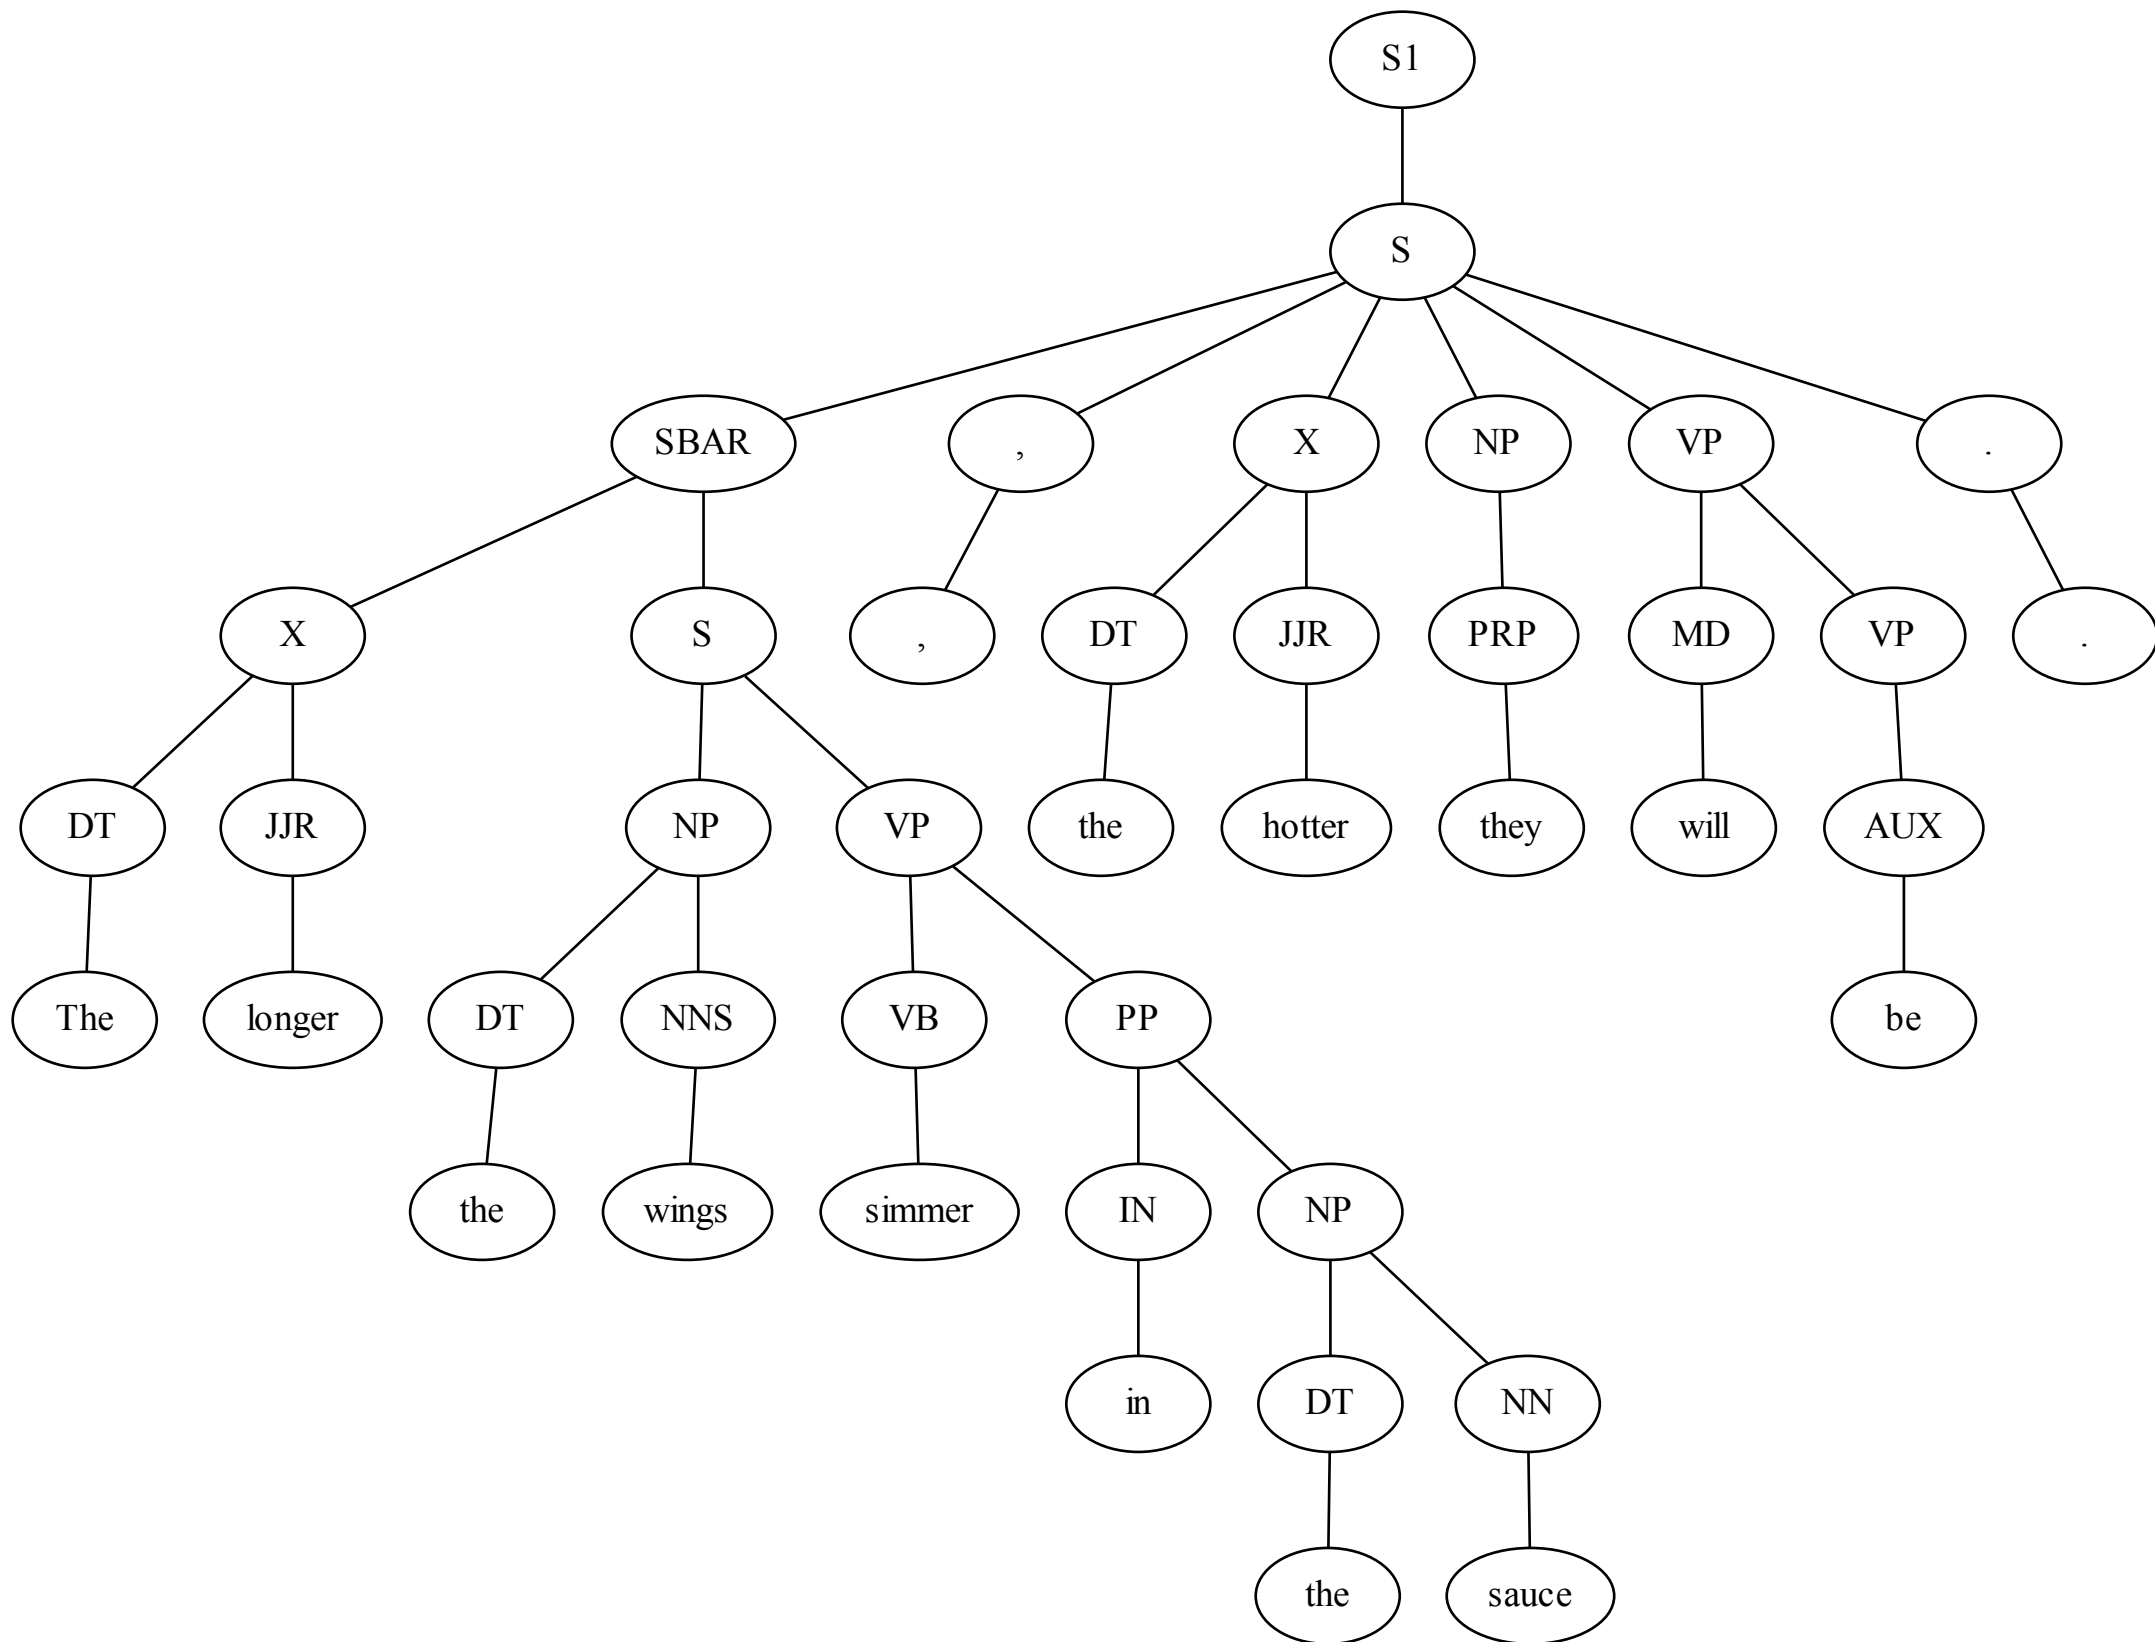 S1
S
SBAR , X NP VP .
X S , DT JJR PRP MD VP .
DT JJR NP VP the hotter they will AUX
The longer DT NNS VB PP be
the wings simmer IN NP
in DT NN
the sauce